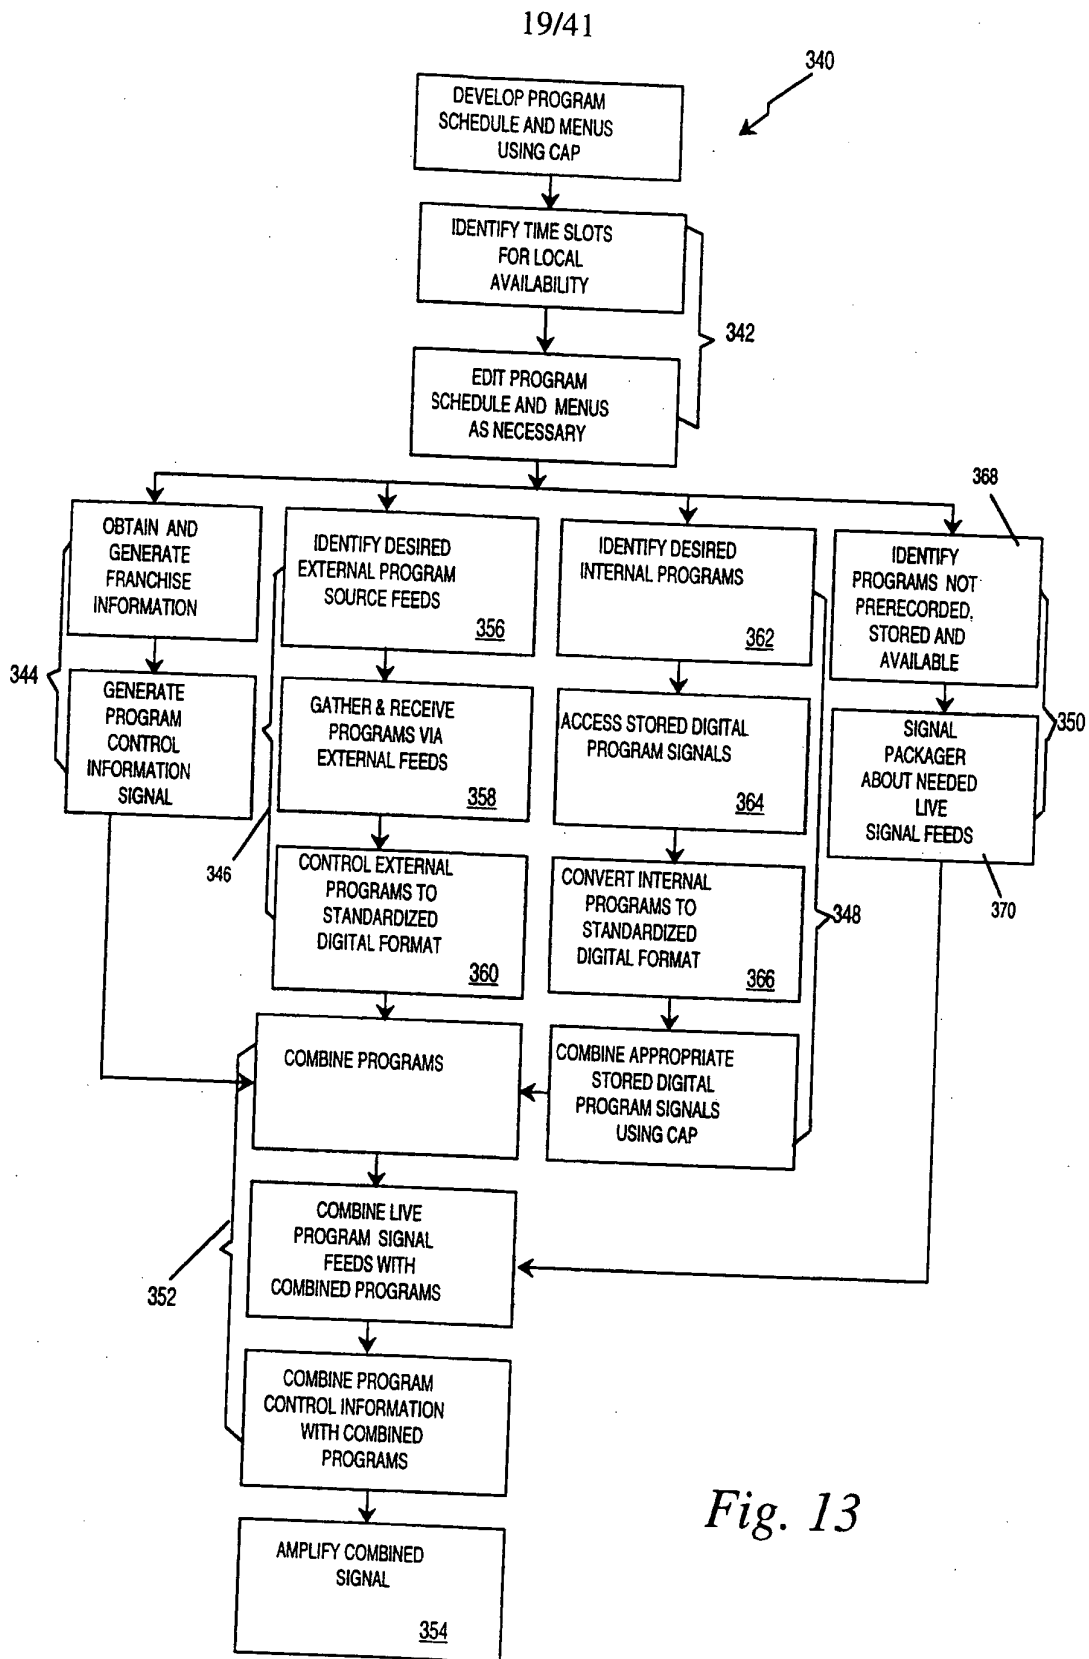 19/41
340
DEVELOP PROGRAM
SCHEDULE AND MENUS
USING CAP
IDENTIFY TIME SLOTS
FOR LOCAL
AVAILABILITY
342
EDIT PROGRAM
SCHEDULE AND MENUS
AS NECESSARY
368
OBTAIN AND
GENERATE
FRANCHISE
INFORMATION
344
GENERATE
PROGRAM
CONTROL
INFORMATION
SIGNAL
IDENTIFY DESIRED
EXTERNAL PROGRAM
SOURCE FEEDS
356
GATHER & RECEIVE
PROGRAMS VIA
EXTERNAL FEEDS
358
346
CONTROL EXTERNAL
PROGRAMS TO
STANDARDIZED
DIGITAL FORMAT
360
IDENTIFY DESIRED
INTERNAL PROGRAMS
362
ACCESS STORED DIGITAL
PROGRAM SIGNALS
364
CONVERT INTERNAL
PROGRAMS TO
STANDARDIZED
DIGITAL FORMAT
366
348
COMBINE APPROPRIATE
STORED DIGITAL
PROGRAM SIGNALS
USING CAP
IDENTIFY
PROGRAMS NOT
PRERECORDED,
STORED AND
AVAILABLE
350
SIGNAL
PACKAGER
ABOUT NEEDED
LIVE
SIGNAL FEEDS
370
COMBINE PROGRAMS
COMBINE LIVE
PROGRAM SIGNAL
FEEDS WITH
COMBINED PROGRAMS
352
COMBINE PROGRAM
CONTROL INFORMATION
WITH COMBINED
PROGRAMS
AMPLIFY COMBINED
SIGNAL
354
Fig. 13